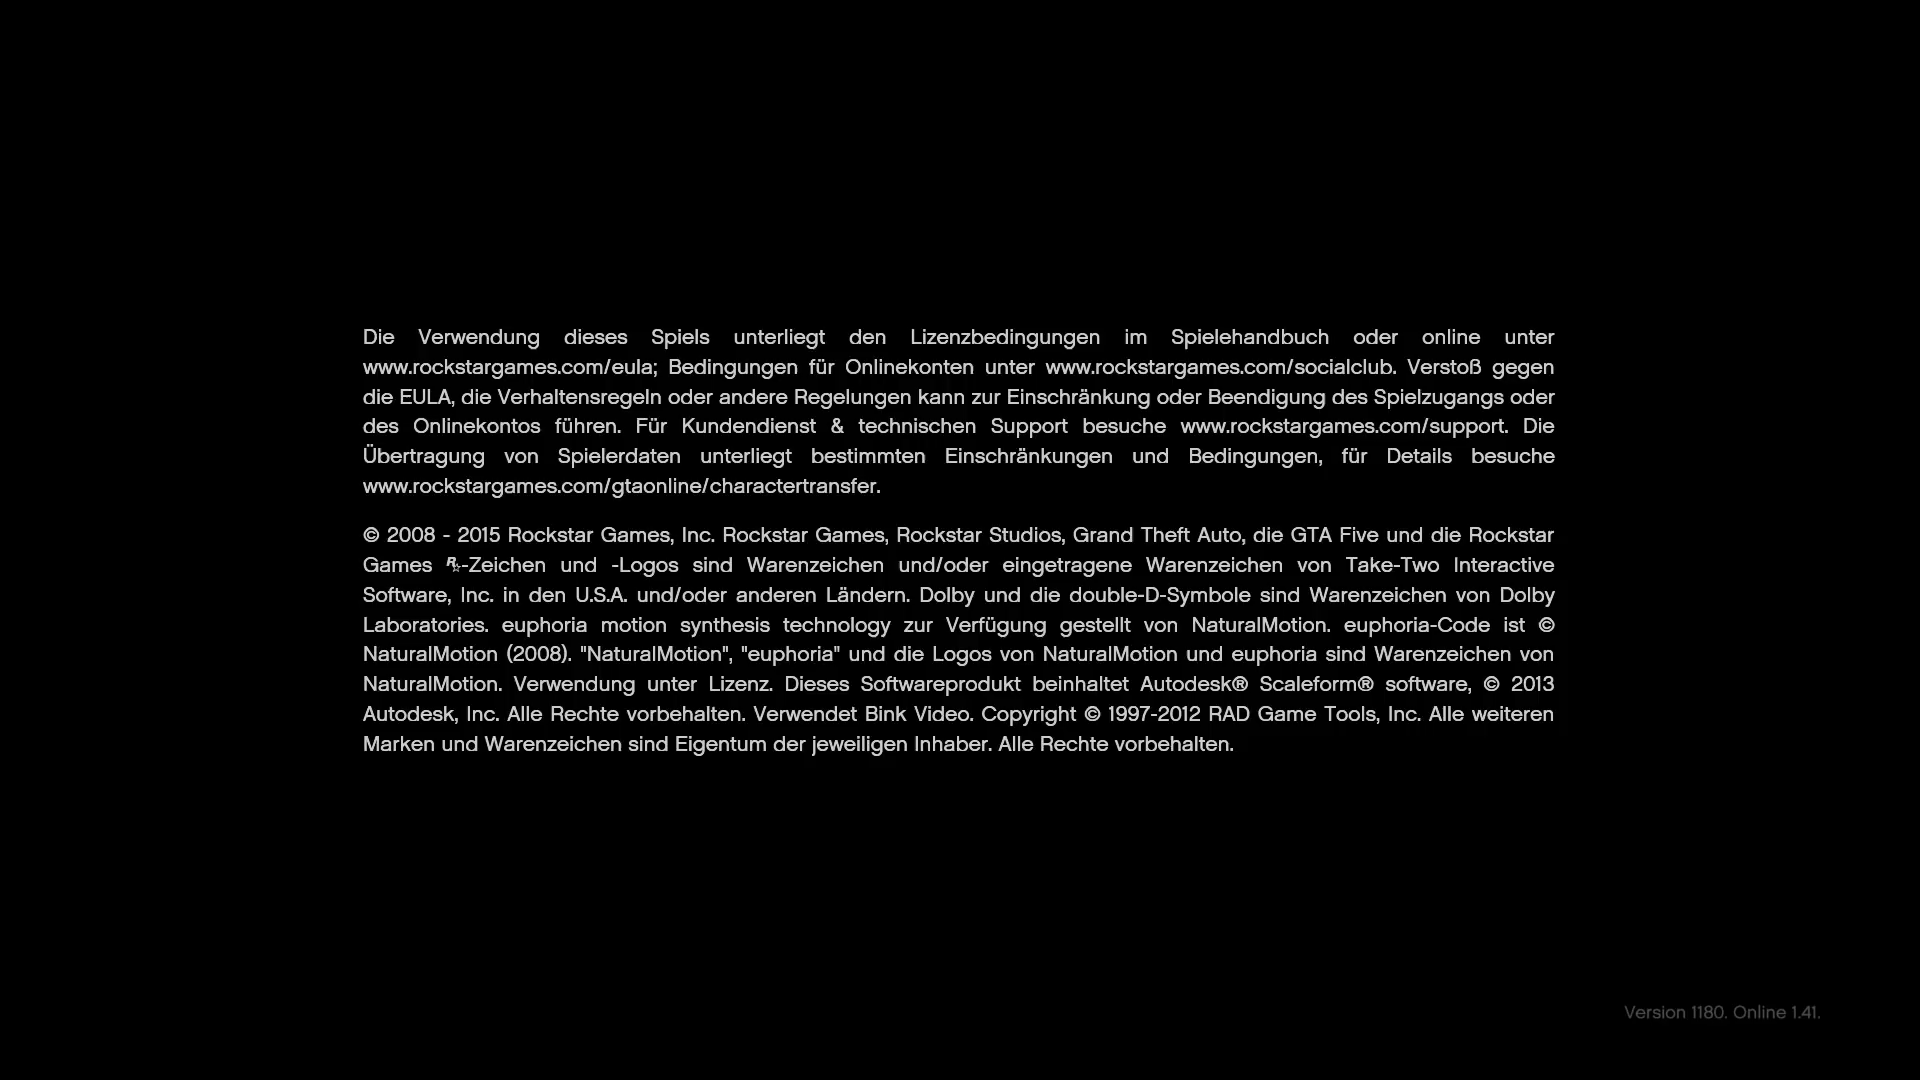 Die Verwendung dieses Spiels unterliegt den Lizenzbedingungen im Spielehandbuch oder online unter
www.rockstargames.com/eula; Bedingungen für Onlinekonten unter www.rockstargames.com/socialclub. Verstoß gegen
die EULA, die Verhaltensregeln oder andere Regelungen kann zur Einschränkung oder Beendigung des Spielzugangs oder
des Onlinekontos führen. Für Kundendienst & technischen Support besuche www.rockstargames.com/support. Die
Übertragung von Spielerdaten unterliegt bestimmten Einschränkungen und Bedingungen, für Details besuche
www.rockstargames.com/gtaonline/charactertransfer.
© 2008 - 2015 Rockstar Games, Inc. Rockstar Games, Rockstar Studios, Grand Theft Auto, die GTA Five und die Rockstar
Games R-Zeichen und -Logos sind Warenzeichen und/oder eingetragene Warenzeichen von Take-Two Interactive
Software, Inc. in den U.S.A. und/oder anderen Ländern. Dolby und die double-D-Symbole sind Warenzeichen von Dolby
Laboratories. euphoria motion synthesis technology zur Verfügung gestellt von NaturalMotion. euphoria-Code ist ©
NaturalMotion (2008). "NaturalMotion", "euphoria" und die Logos von NaturalMotion und euphoria sind Warenzeichen von
NaturalMotion. Verwendung unter Lizenz. Dieses Softwareprodukt beinhaltet Autodesk® Scaleform® software, © 2013
Autodesk, Inc. Alle Rechte vorbehalten. Verwendet Bink Video. Copyright © 1997-2012 RAD Game Tools, Inc. Alle weiteren
Marken und Warenzeichen sind Eigentum der jeweiligen Inhaber. Alle Rechte vorbehalten.
Version 1180. Online 1.41.